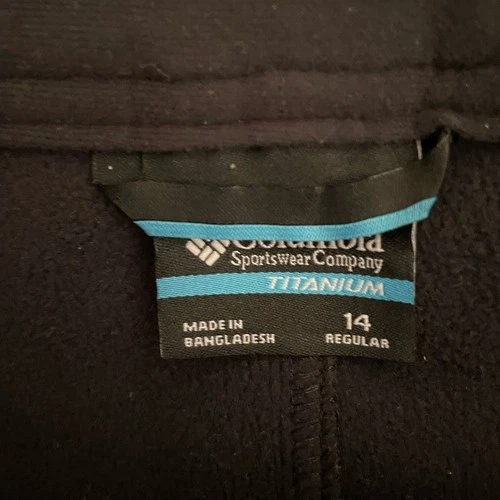 Columbia
Sportswear Company
TITANIUM
MADE IN
BANGLADESH
14
REGULAR